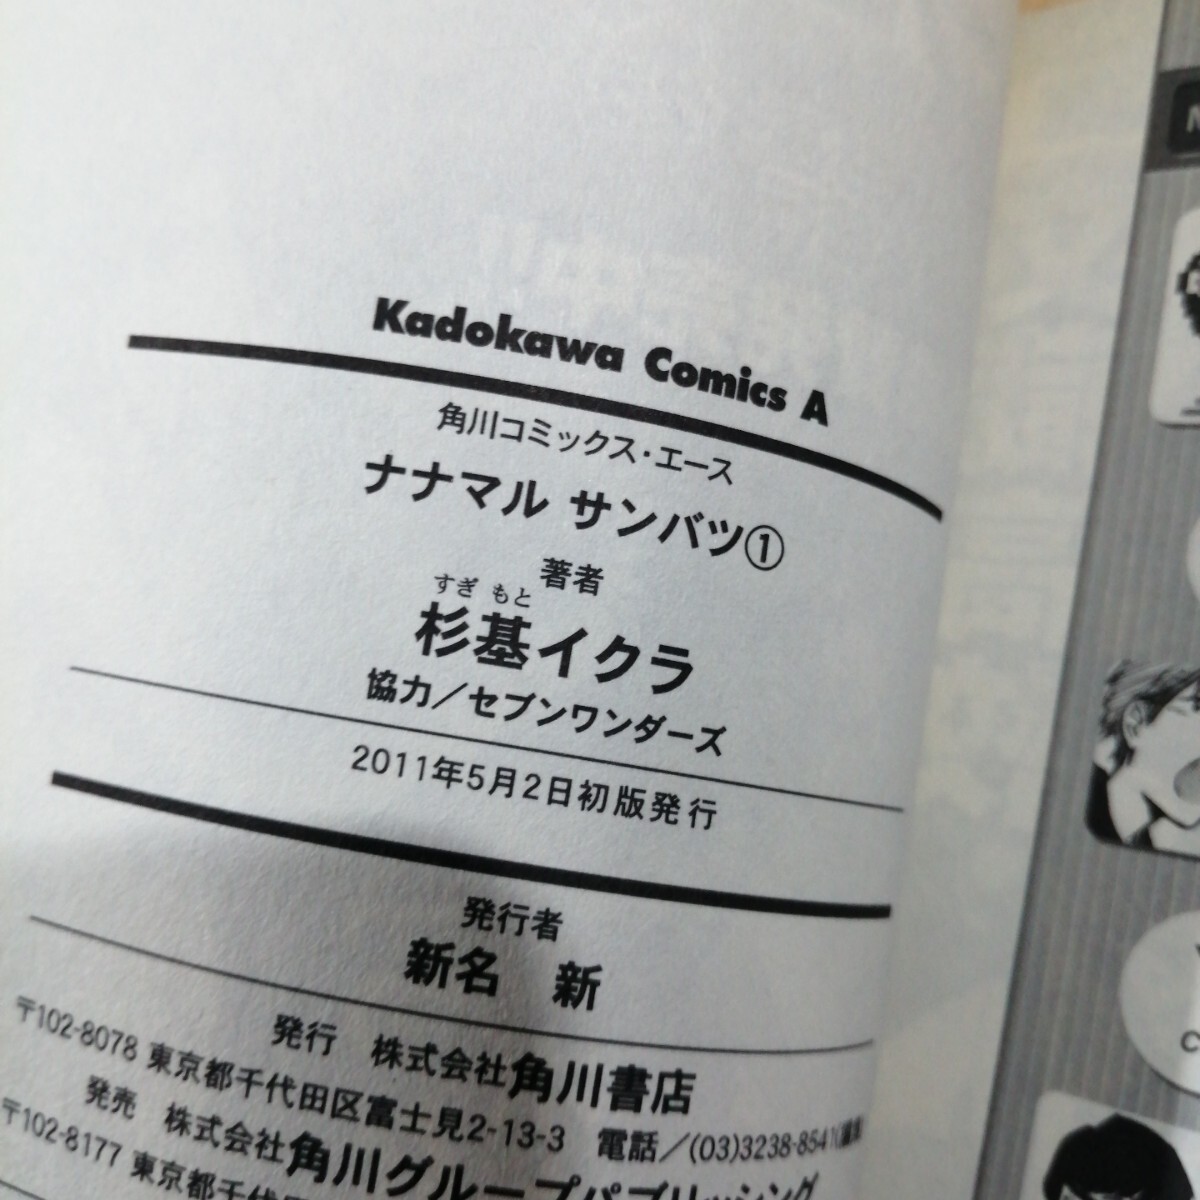 Kadokawa Comics A
角川コミックス・エース
ナナマル サンバツ①
著者
すぎ もと
杉基イクラ
協力／セブンワンダーズ
2011年5月2日初版発行
発行者
新名 新
発行 株式会社角川書店
〒102-8078 東京都千代田区富士見2-13-3 電話／(03)3238-8541(編集)
発売 株式会社角川グループパブリッシング
〒102-8177 東京都千代田区